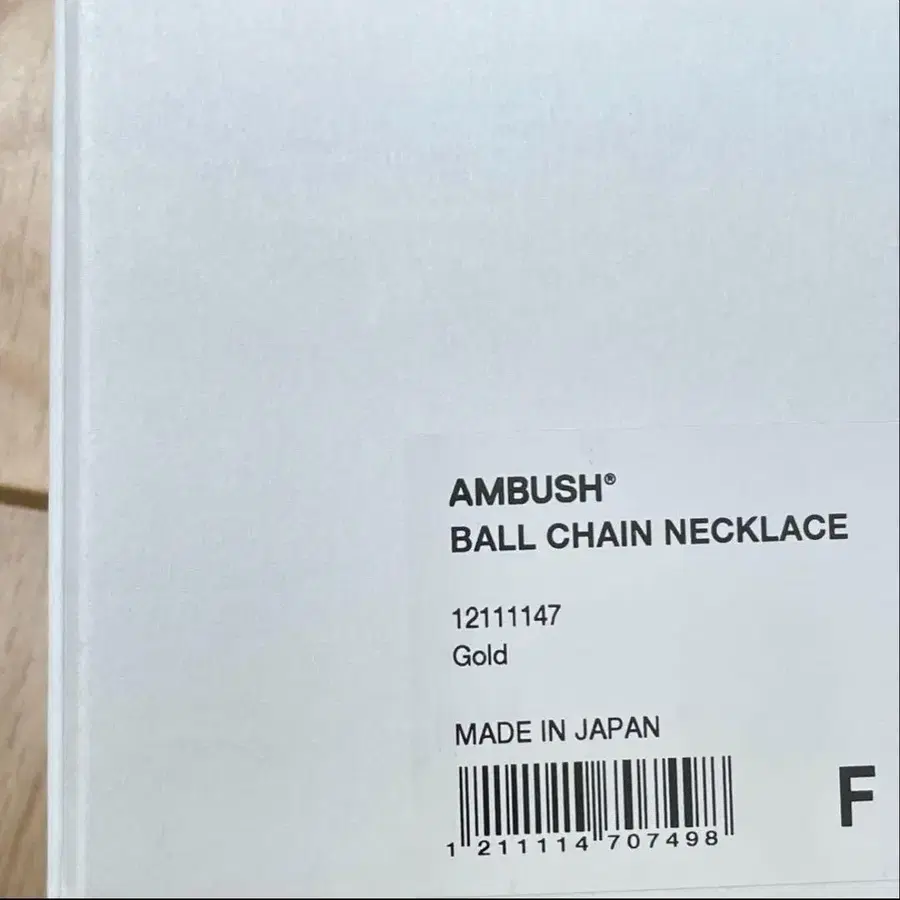 AMBUSH®
BALL CHAIN NECKLACE
12111147
Gold
MADE IN JAPAN
F
1 211114 707498